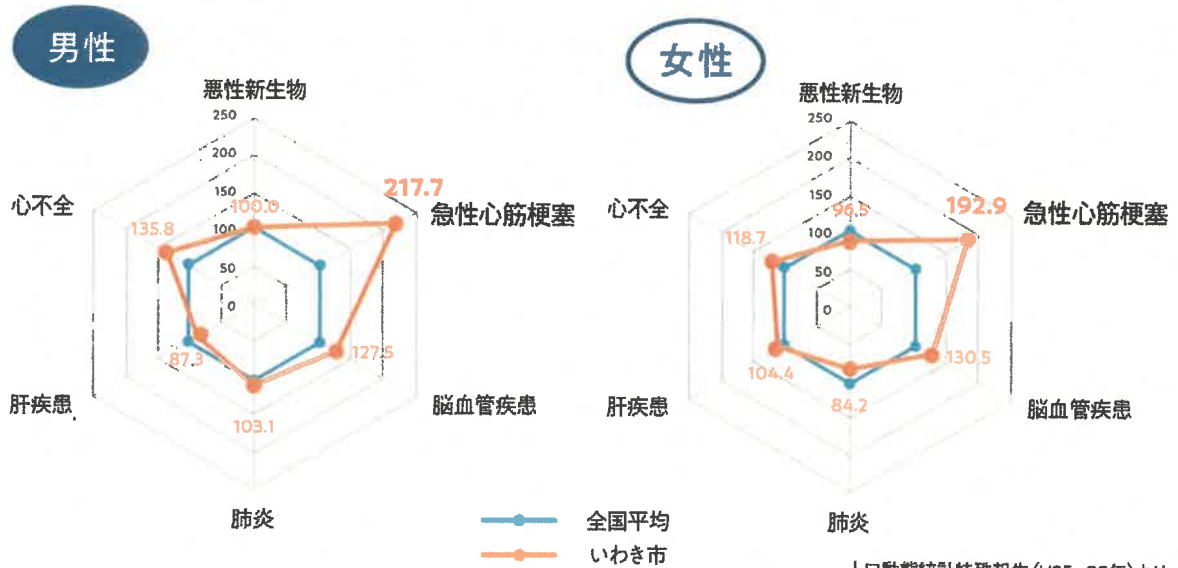 男性
悪性新生物
250
200
150
100
50
0
100.0
217.7
急性心筋梗塞
心不全
135.8
127.5
87.3
肝疾患
脳血管疾患
103.1
肺炎
女性
悪性新生物
250
200
150
100
50
0
96.5
192.9
急性心筋梗塞
心不全
118.7
130.5
104.4
肝疾患
脳血管疾患
84.2
肺炎
全国平均
いわき市